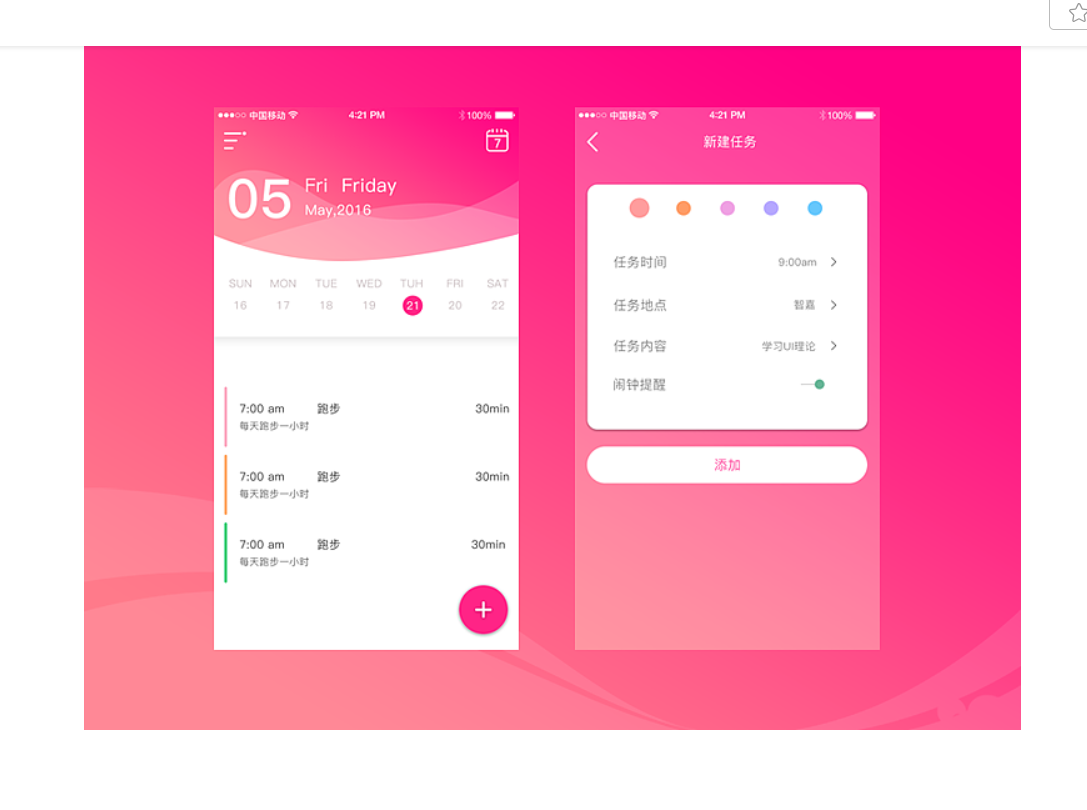 中国移动 4:21 PM 100%
7
05 Fri Friday
May,2016
SUN MON TUE WED TUH FRI SAT
16 17 18 19 21 20 22
7:00 am 跑步 30min
每天跑步一小时
7:00 am 跑步 30min
每天跑步一小时
7:00 am 跑步 30min
每天跑步一小时
中国移动 4:21 PM 100%
新建任务
任务时间 9:00am
任务地点 智嘉
任务内容 学习UI理论
闹钟提醒
添加